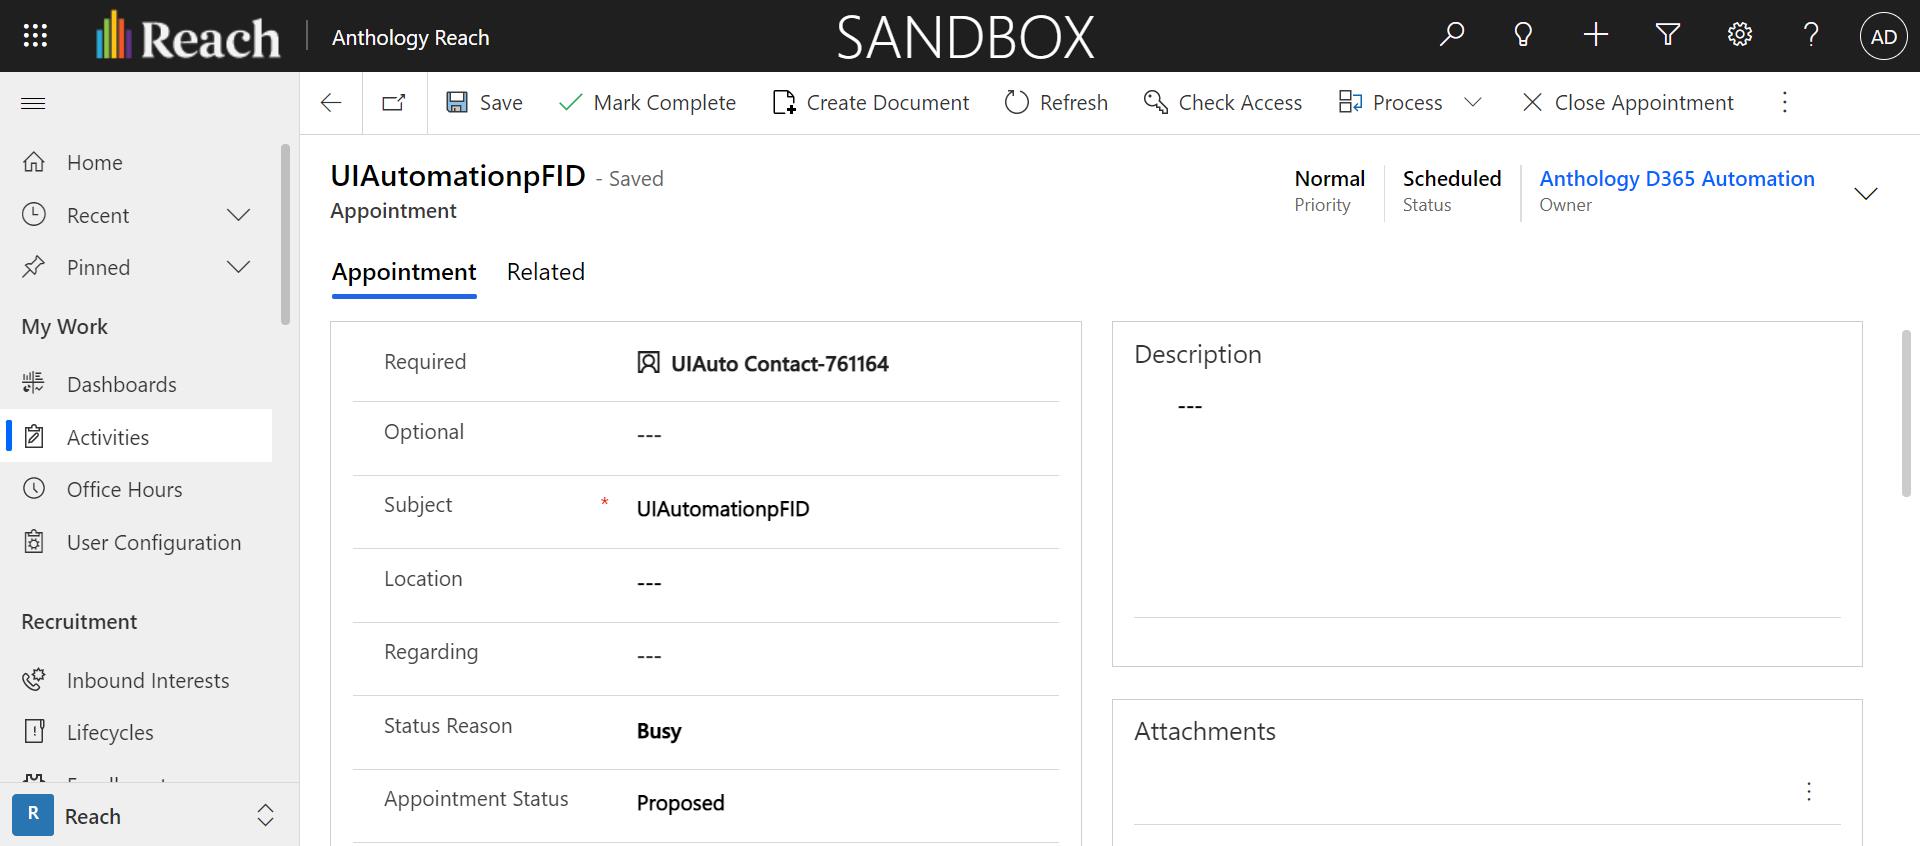 Reach
Anthology Reach
SANDBOX
AD
Save
Mark Complete
Create Document
Refresh
Check Access
Process
Close Appointment
Home
Recent
Pinned
My Work
Dashboards
Activities
Office Hours
User Configuration
Recruitment
Inbound Interests
Lifecycles
R
Reach
UIAutomationpFID - Saved
Appointment
Normal
Priority
Scheduled
Status
Anthology D365 Automation
Owner
Appointment
Related
Required
UIAuto Contact-761164
Optional
---
Subject *
UIAutomationpFID
Location
---
Regarding
---
Status Reason
Busy
Appointment Status
Proposed
Description
---
Attachments